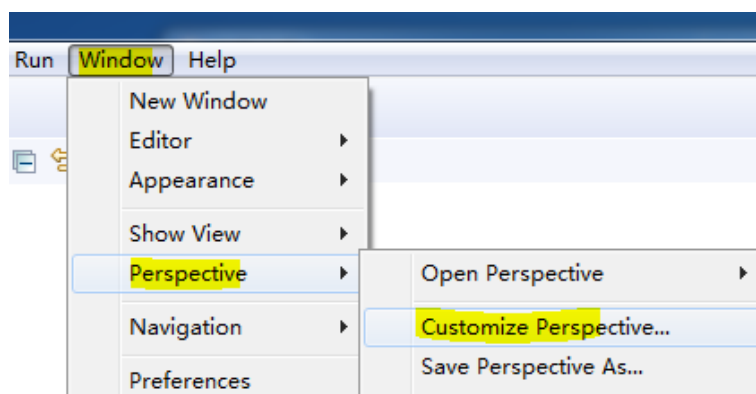 Run Window Help
New Window
Editor
Appearance
Show View
Perspective
Open Perspective
Navigation
Customize Perspective...
Preferences
Save Perspective As...